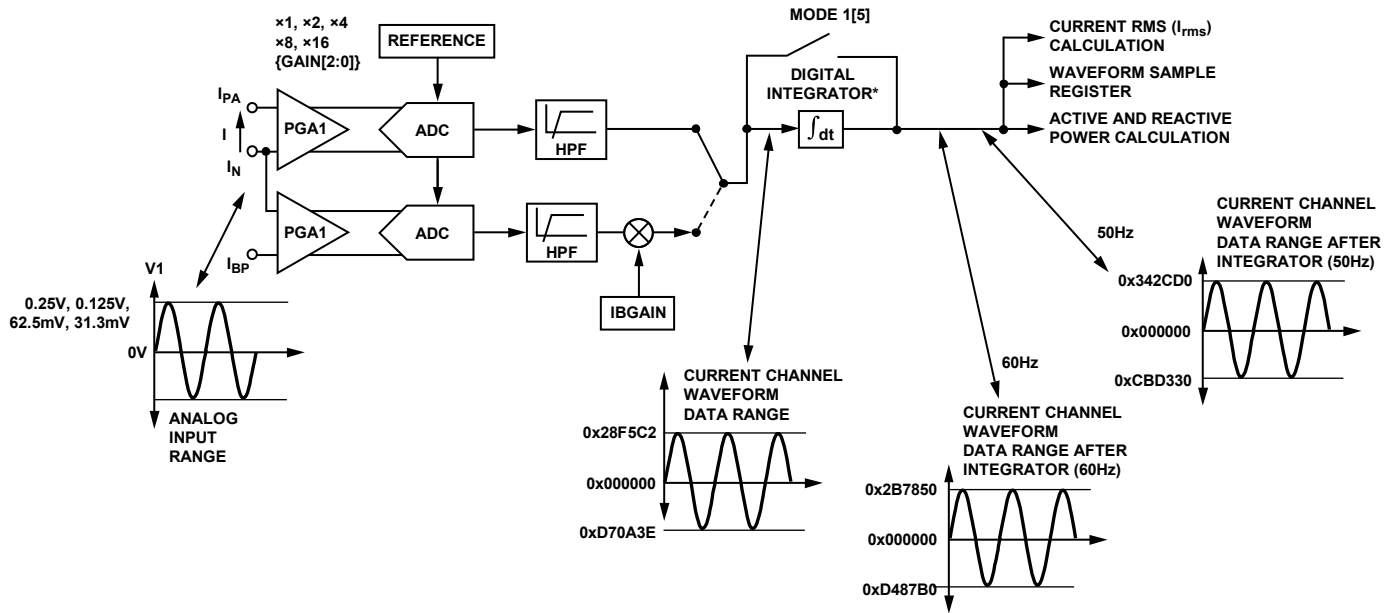 ×1, ×2, ×4
×8, ×16
{GAIN[2:0]}
REFERENCE
MODE 1[5]
CURRENT RMS (Irms)
CALCULATION
WAVEFORM SAMPLE
REGISTER
ACTIVE AND REACTIVE
POWER CALCULATION
DIGITAL
INTEGRATOR*
IPA
I
IN
PGA1
ADC
HPF
∫dt
PGA1
ADC
HPF
IBP
IBGAIN
V1
0.25V, 0.125V,
62.5mV, 31.3mV
0V
ANALOG
INPUT
RANGE
CURRENT CHANNEL
WAVEFORM
DATA RANGE
0x28F5C2
0x000000
0xD70A3E
60Hz
CURRENT CHANNEL
WAVEFORM
DATA RANGE AFTER
INTEGRATOR (60Hz)
0x2B7850
0x000000
0xD487B0
50Hz
CURRENT CHANNEL
WAVEFORM
DATA RANGE AFTER
INTEGRATOR (50Hz)
0x342CD0
0x000000
0xCBD330